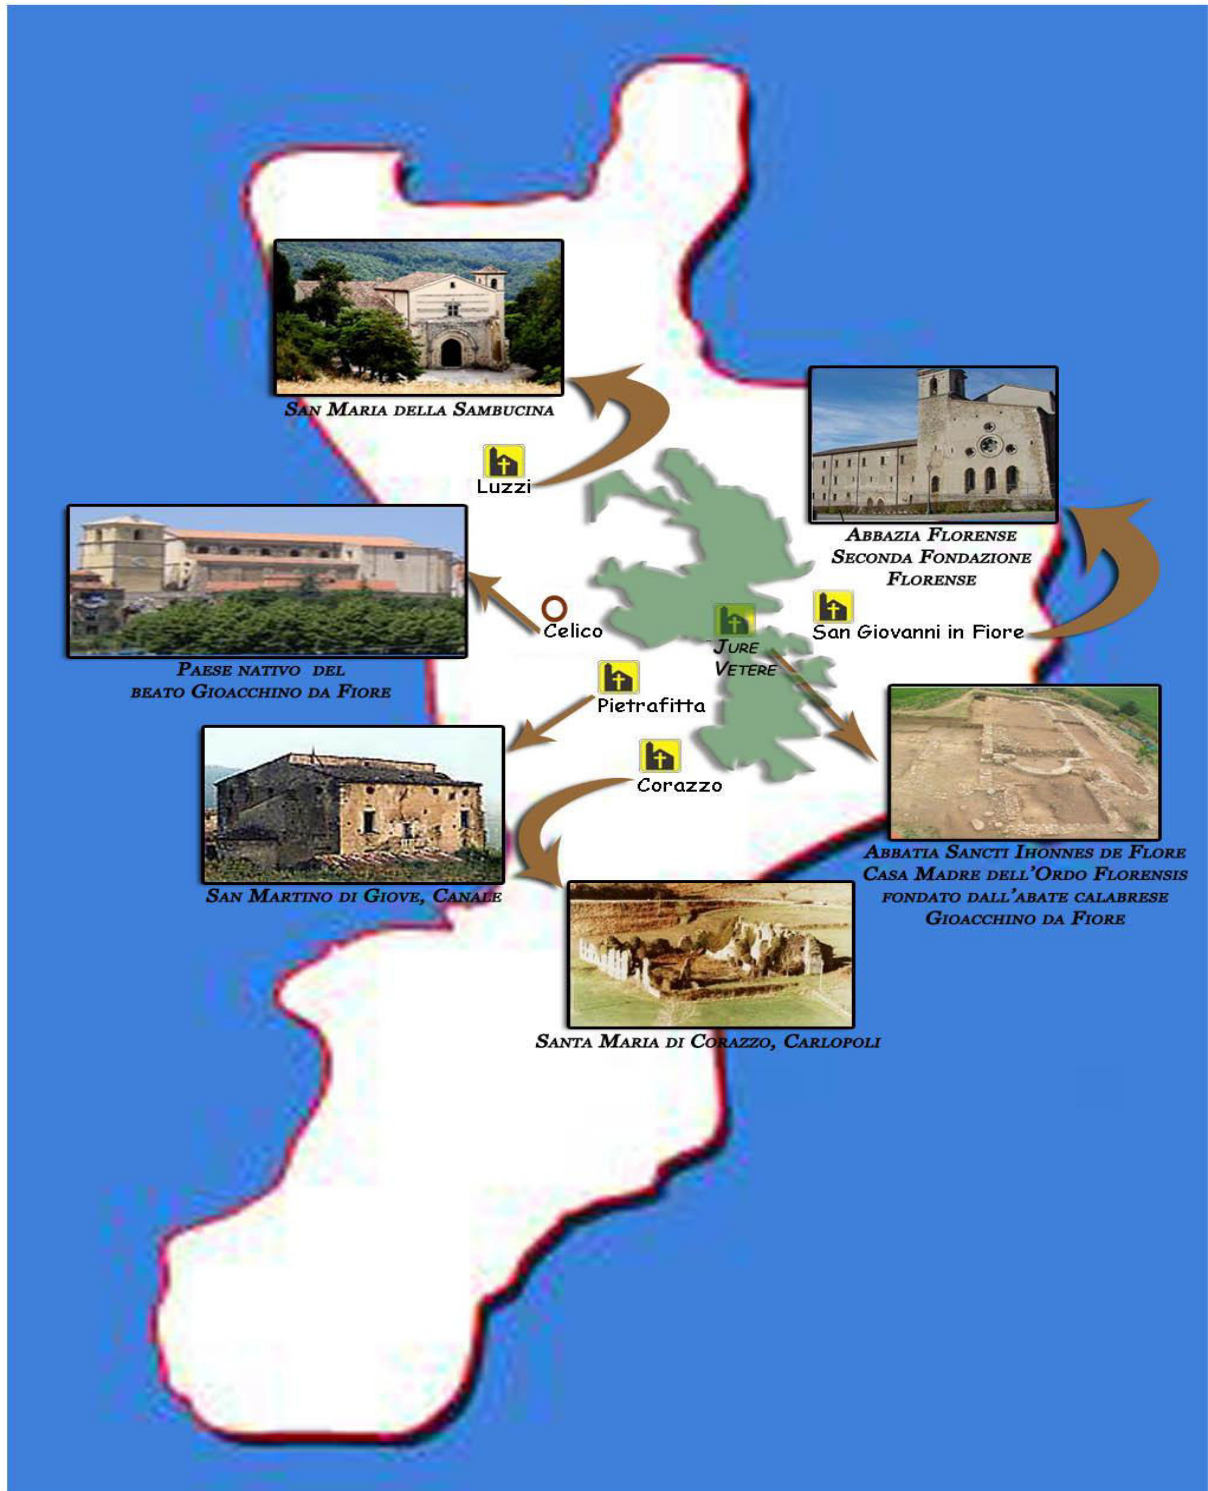 San Maria della Sambucina
Luzzi
Abbazia Florense
Seconda Fondazione
Florense
Celico
Paese nativo del
beato Gioacchino da Fiore
San Giovanni in Fiore
Jure
Vetere
Pietrafitta
Corazzo
San Martino di Giove, Canale
Abbatia Sancti Ihonnes de Flore
Casa Madre dell'Ordo Florensis
fondato dall'abate calabrese
Gioacchino da Fiore
Santa Maria di Corazzo, Carlopoli